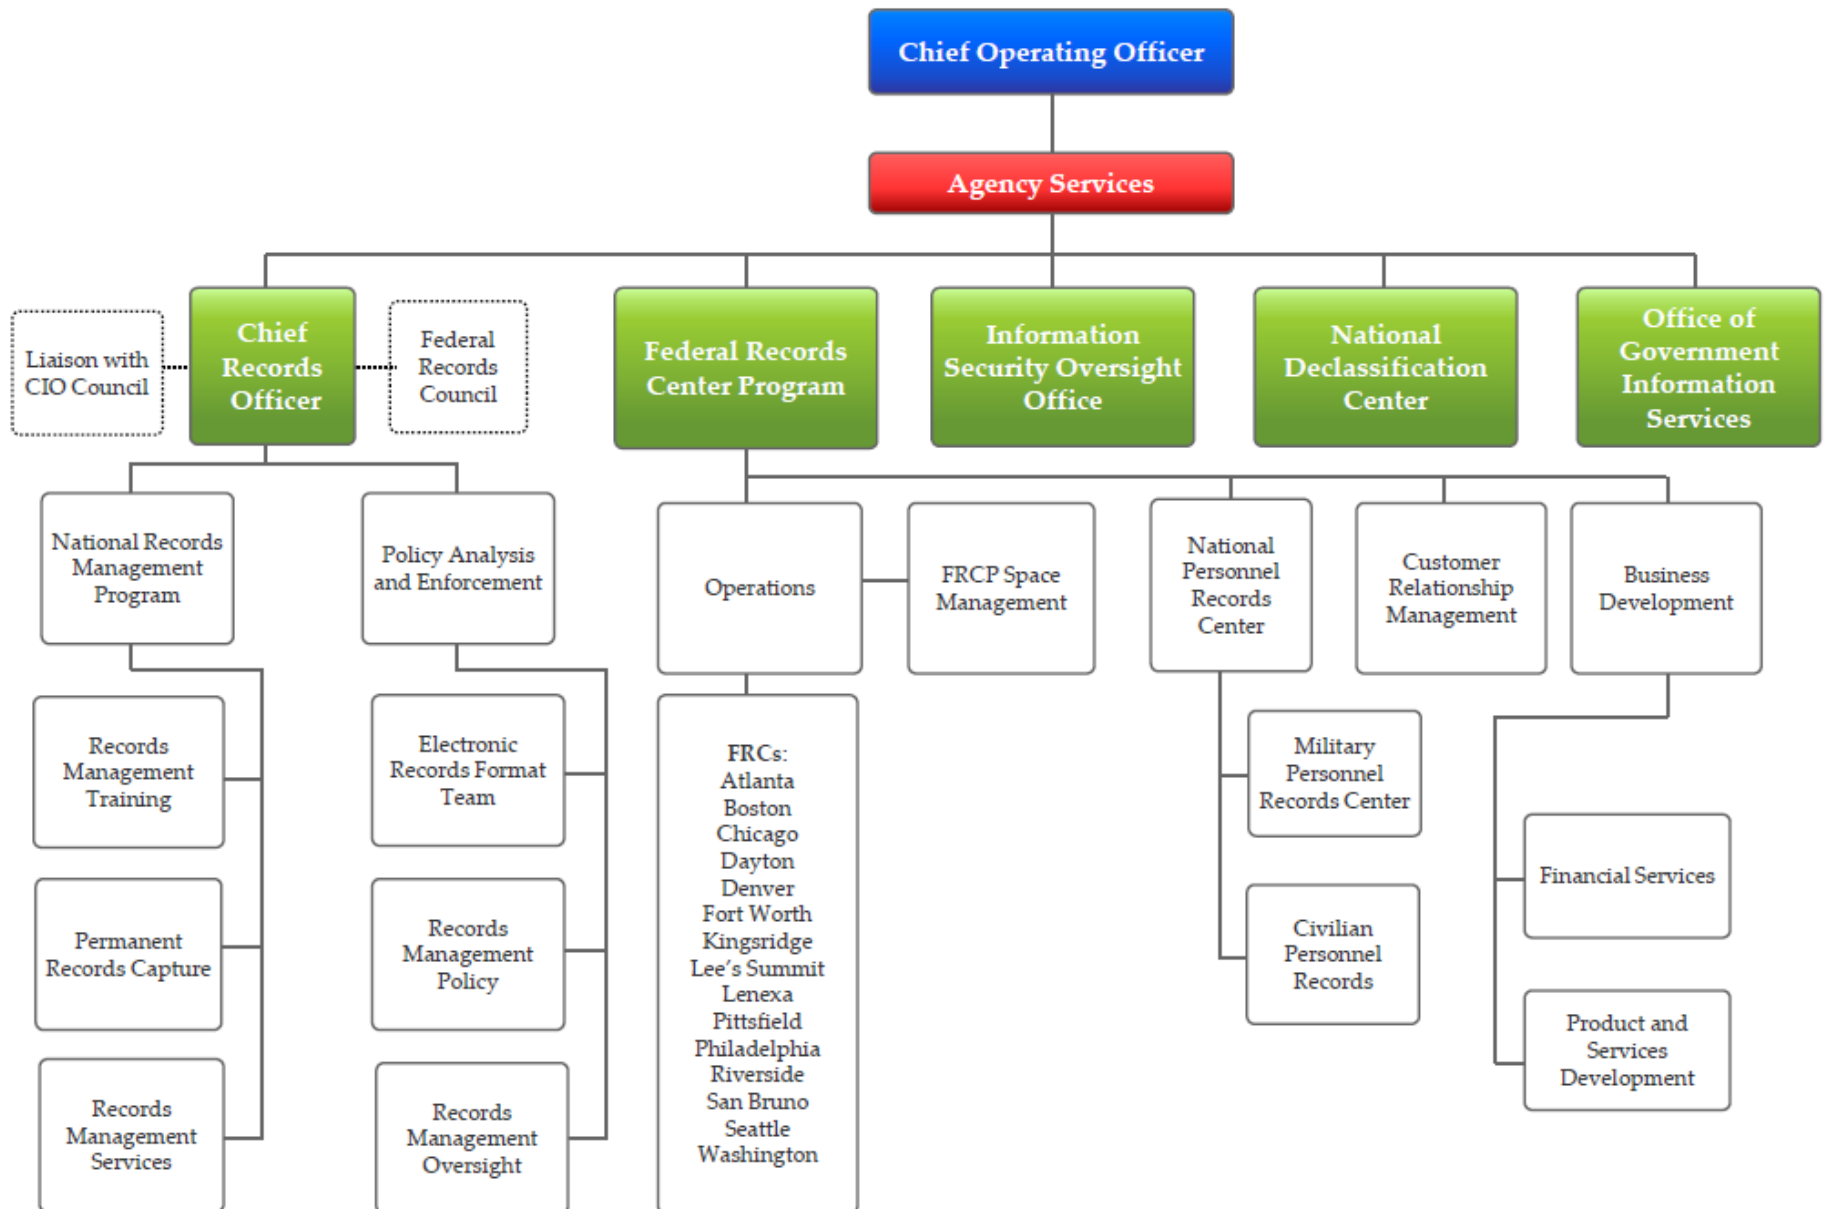 Chief Operating Officer
Agency Services
Liaison with
CIO Council
Chief
Records
Officer
Federal
Records
Council
Federal Records
Center Program
Information
Security Oversight
Office
National
Declassification
Center
Office of
Government
Information
Services
National Records
Management
Program
Policy Analysis
and Enforcement
Operations
FRCP Space
Management
National
Personnel
Records
Center
Customer
Relationship
Management
Business
Development
Records
Management
Training
Permanent
Records Capture
Records
Management
Services
Electronic
Records Format
Team
Records
Management
Policy
Records
Management
Oversight
FRCs:
Atlanta
Boston
Chicago
Dayton
Denver
Fort Worth
Kingsridge
Lee’s Summit
Lenexa
Pittsfield
Philadelphia
Riverside
San Bruno
Seattle
Washington
Military
Personnel
Records Center
Civilian
Personnel
Records
Financial Services
Product and
Services
Development